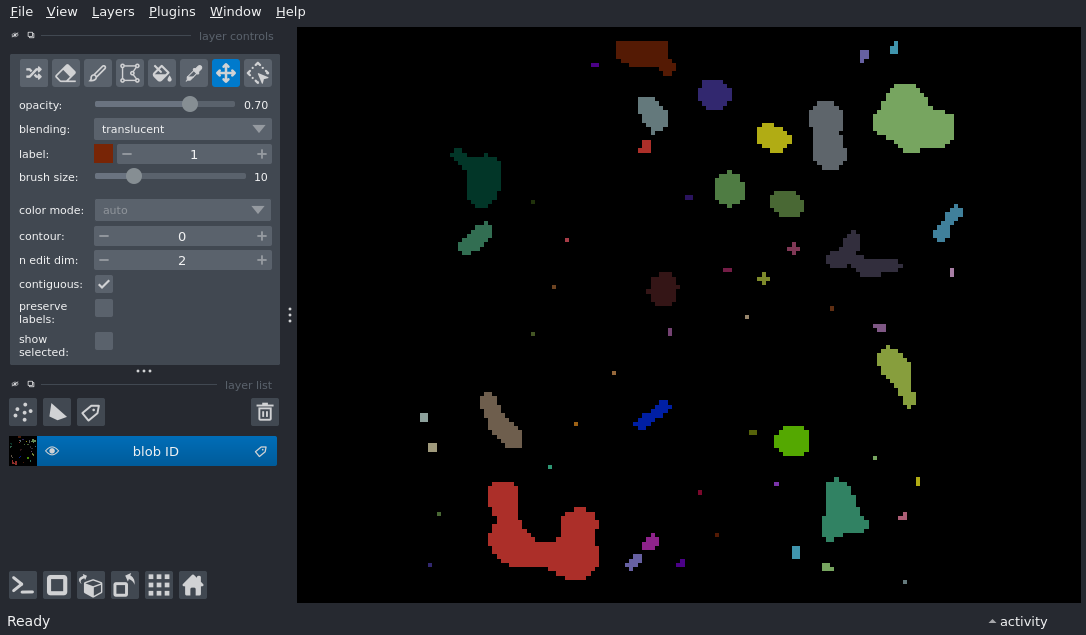 File View Layers Plugins Window Help
layer controls
opacity: 0.70
blending: translucent
label: 1
brush size: 10
color mode: auto
contour: 0
n edit dim: 2
contiguous:
preserve
labels:
show
selected:
layer list
blob ID
Ready
activity